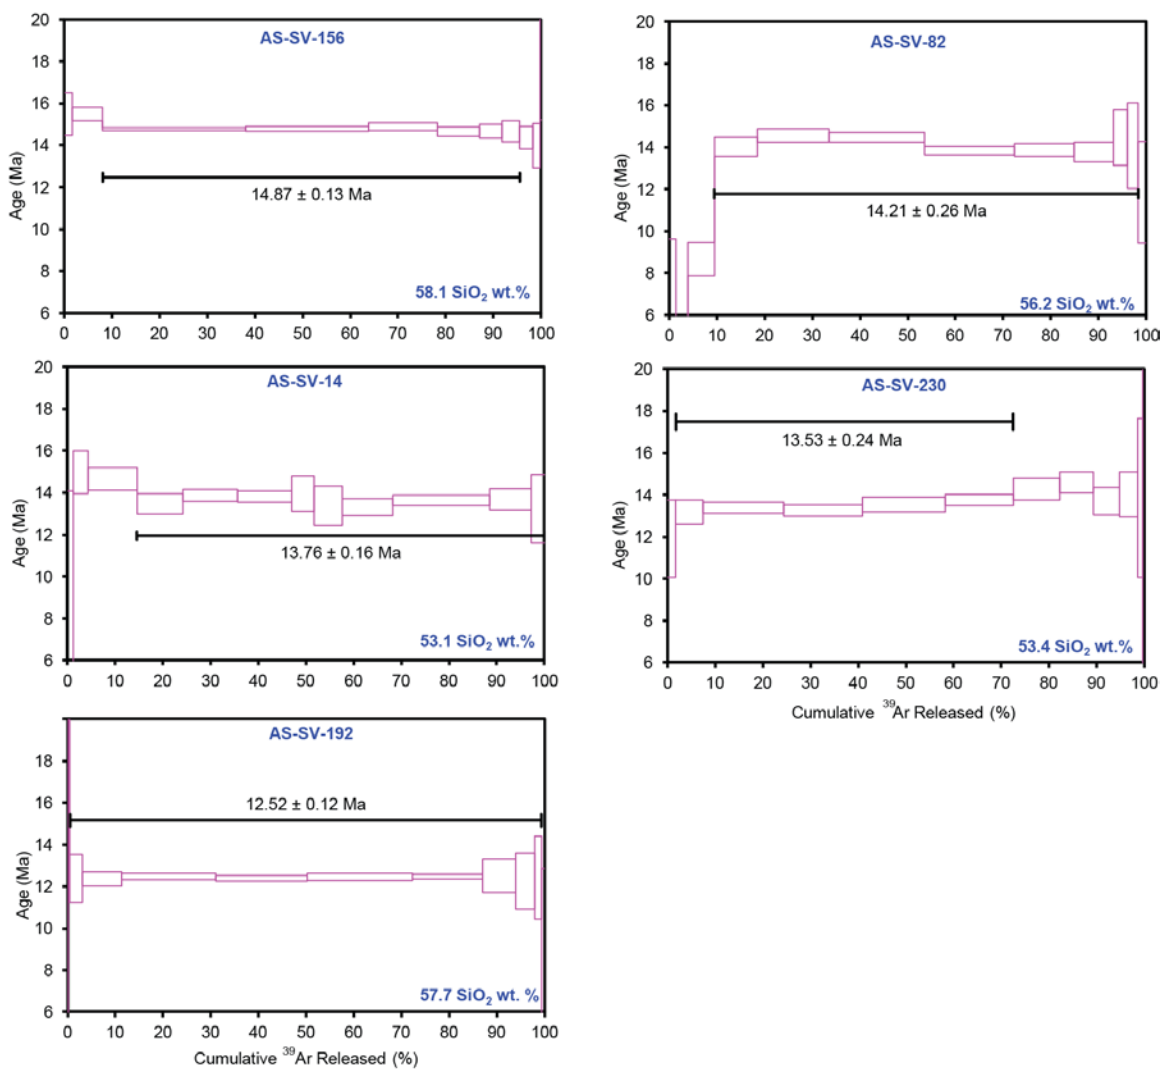 AS-SV-156
Age (Ma)
20
18
16
14
12
10
8
6
14.87 ± 0.13 Ma
58.1 SiO₂ wt.%
0 10 20 30 40 50 60 70 80 90 100
AS-SV-82
Age (Ma)
20
18
16
14
12
10
8
6
14.21 ± 0.26 Ma
56.2 SiO₂ wt.%
0 10 20 30 40 50 60 70 80 90 100
AS-SV-14
Age (Ma)
20
18
16
14
12
10
8
6
13.76 ± 0.16 Ma
53.1 SiO₂ wt.%
0 10 20 30 40 50 60 70 80 90 100
AS-SV-230
Age (Ma)
20
18
16
14
12
10
8
6
13.53 ± 0.24 Ma
53.4 SiO₂ wt.%
0 10 20 30 40 50 60 70 80 90 100
Cumulative ³⁹Ar Released (%)
AS-SV-192
Age (Ma)
18
16
14
12
10
8
6
12.52 ± 0.12 Ma
57.7 SiO₂ wt. %
0 10 20 30 40 50 60 70 80 90 100
Cumulative ³⁹Ar Released (%)